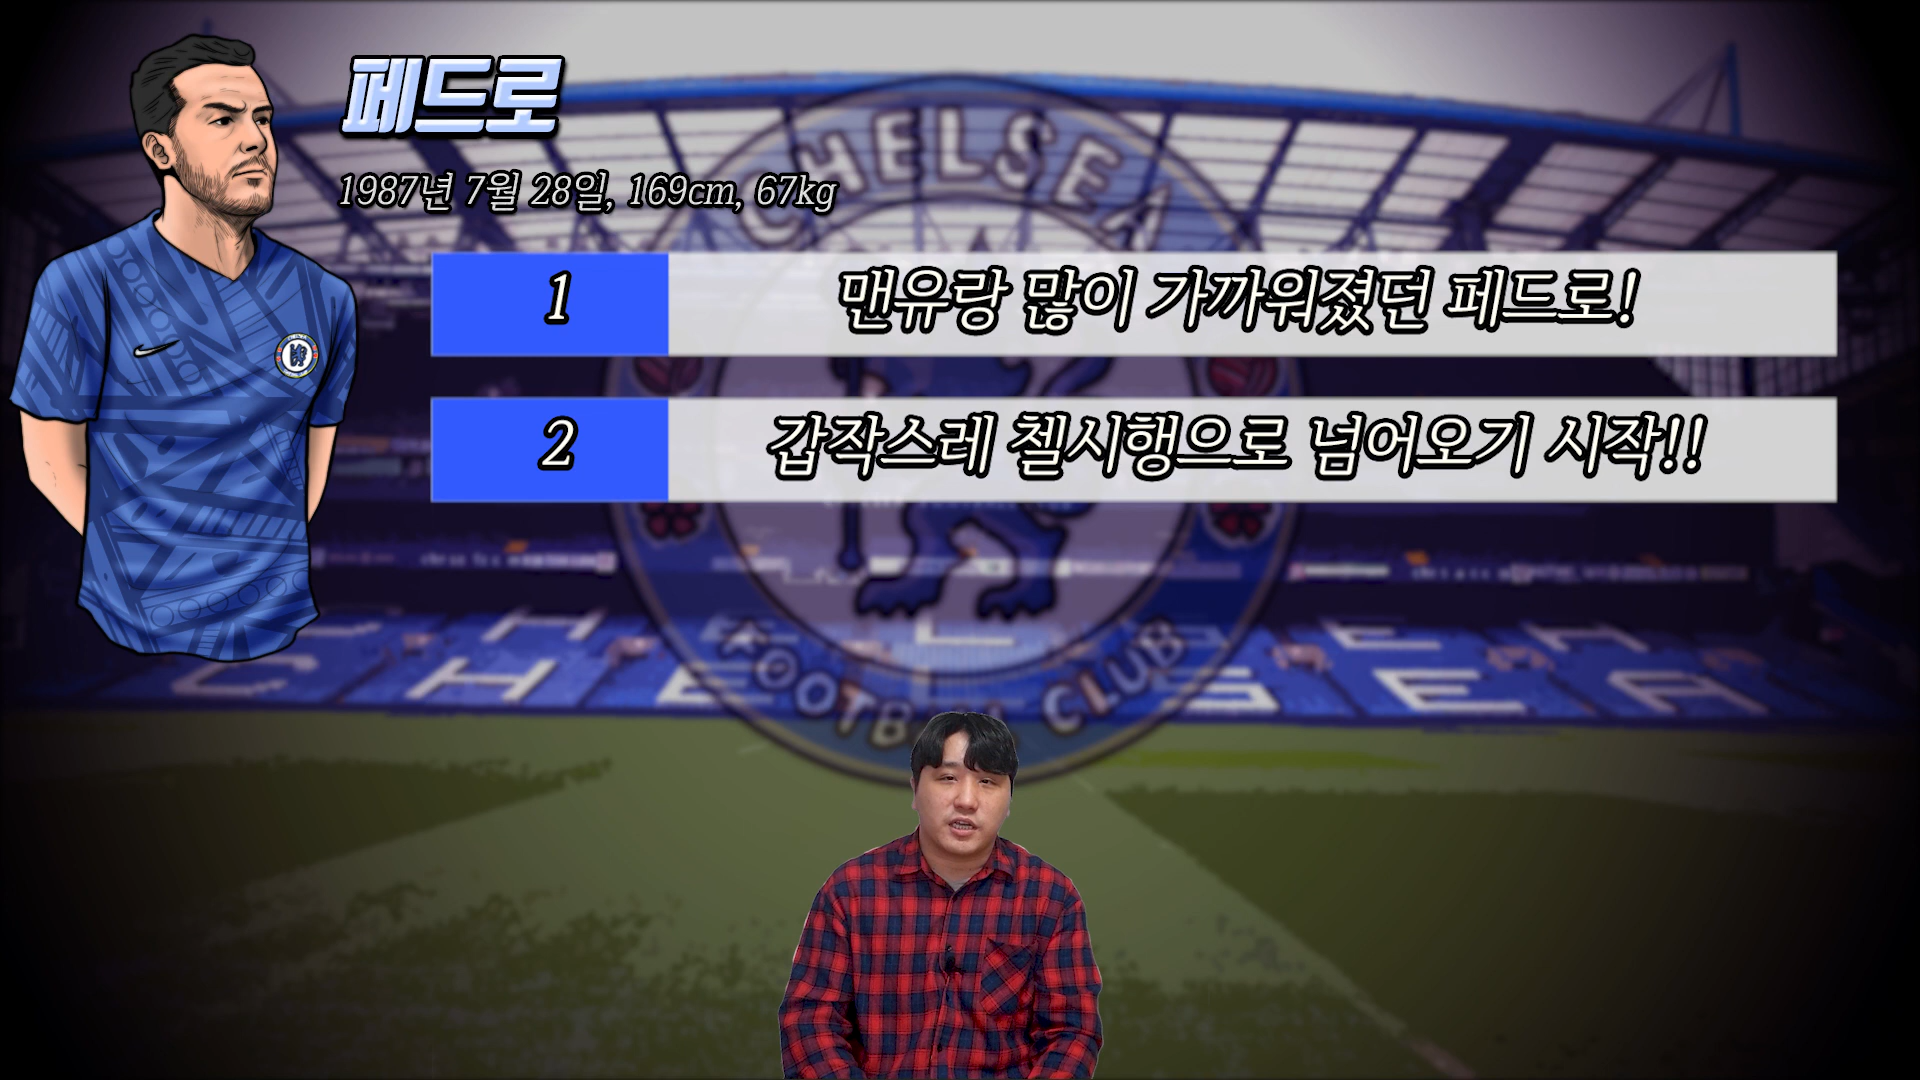 페드로
1987년 7월 28일, 169cm, 67kg
CHELSEA
1 맨유랑 많이 가까워졌던 페드로!
2 갑작스레 첼시행으로 넘어오기 시작!!
CHELSEA
FOOTBALL CLUB